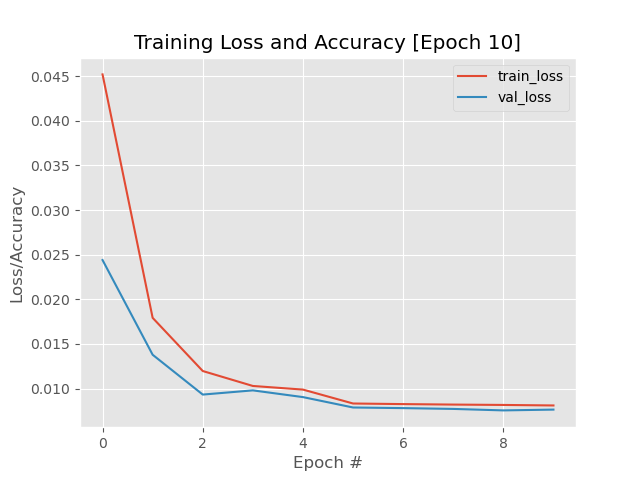 Training Loss and Accuracy [Epoch 10]
train_loss
val_loss
0.045
0.040
0.035
0.030
0.025
0.020
0.015
0.010
Loss/Accuracy
0 2 4 6 8
Epoch #